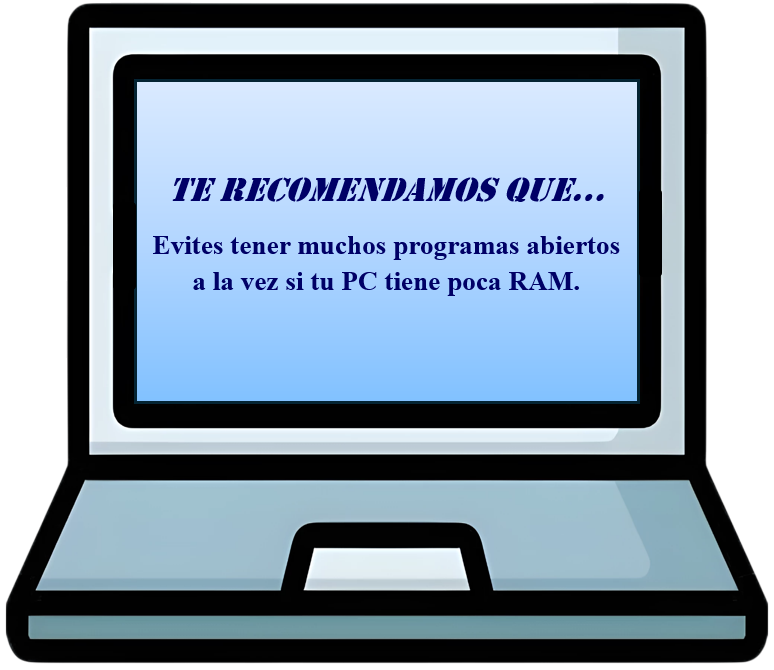 TE RECOMENDAMOS QUE...
Evites tener muchos programas abiertos
a la vez si tu PC tiene poca RAM.